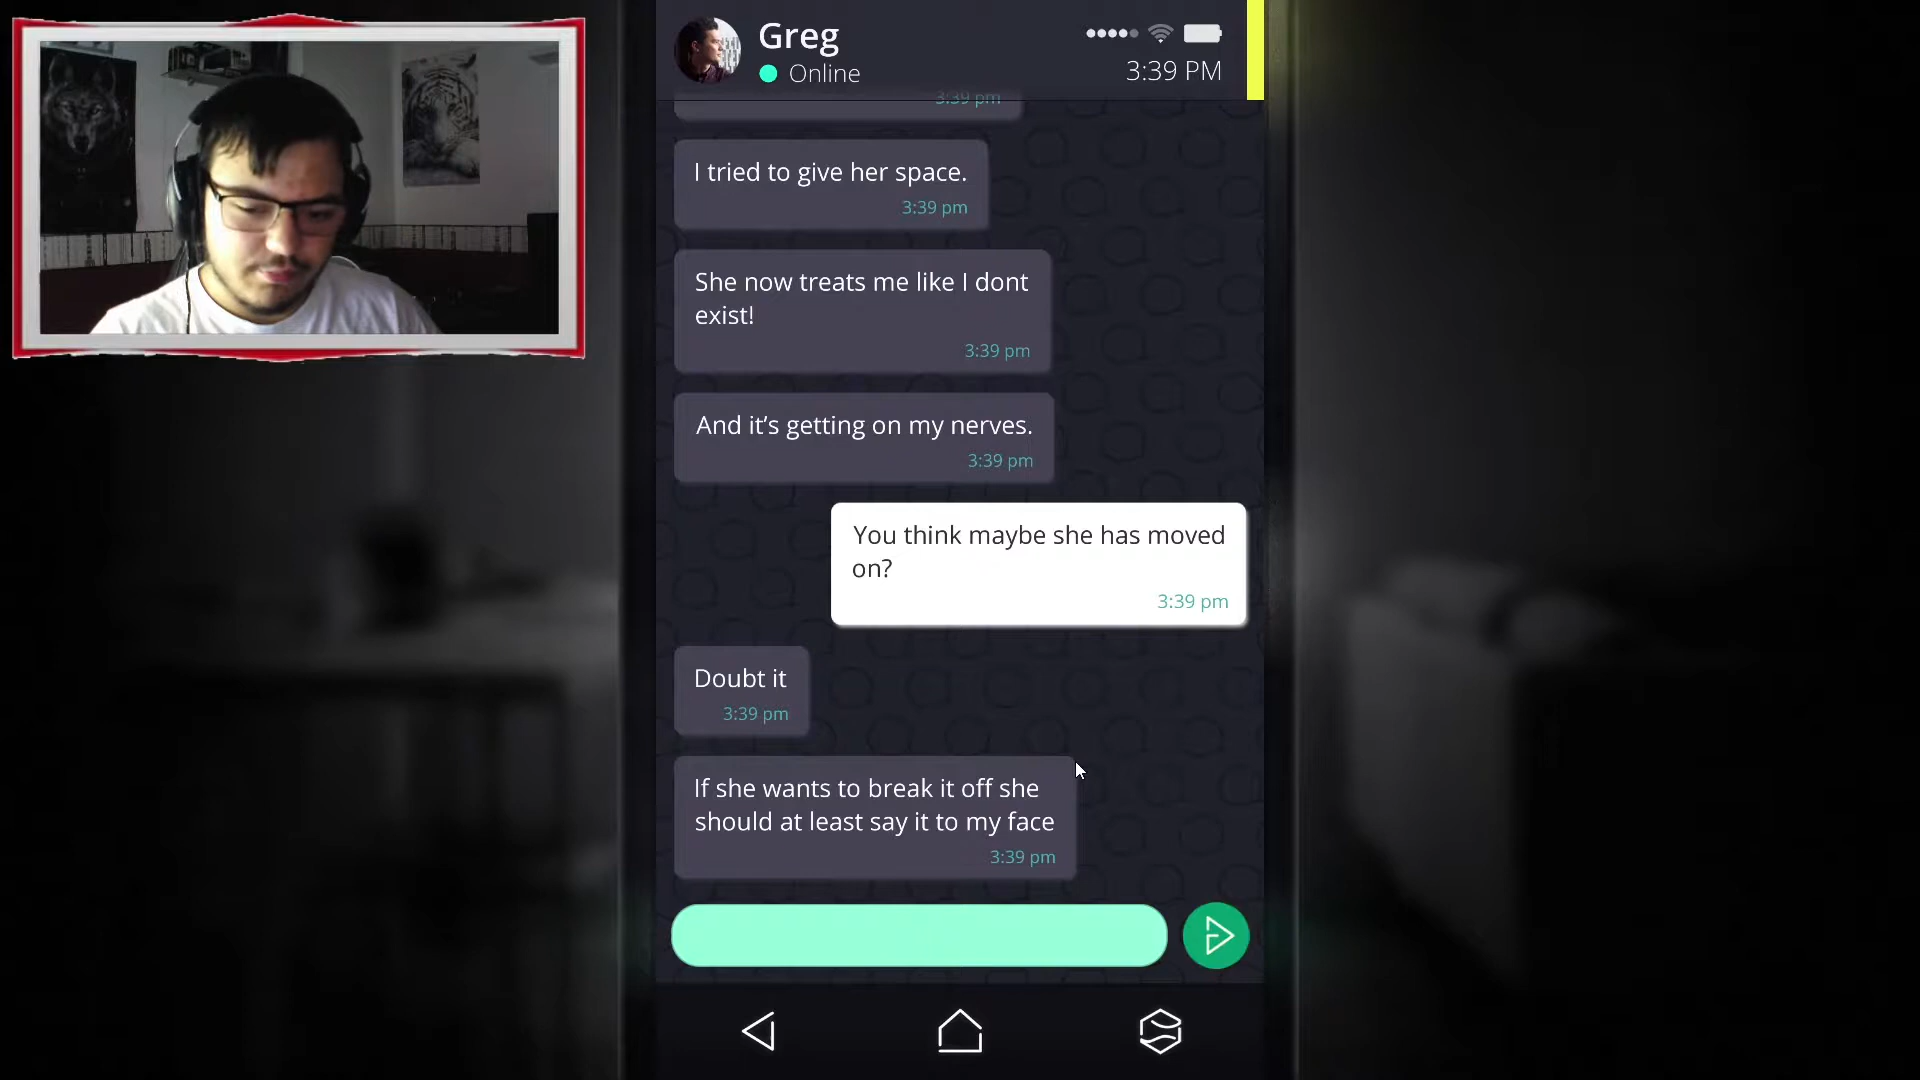 Greg
Online
3:39 PM
3:39 pm
I tried to give her space.
3:39 pm
She now treats me like I dont
exist!
3:39 pm
And it’s getting on my nerves.
3:39 pm
You think maybe she has moved
on?
3:39 pm
Doubt it
3:39 pm
If she wants to break it off she
should at least say it to my face
3:39 pm